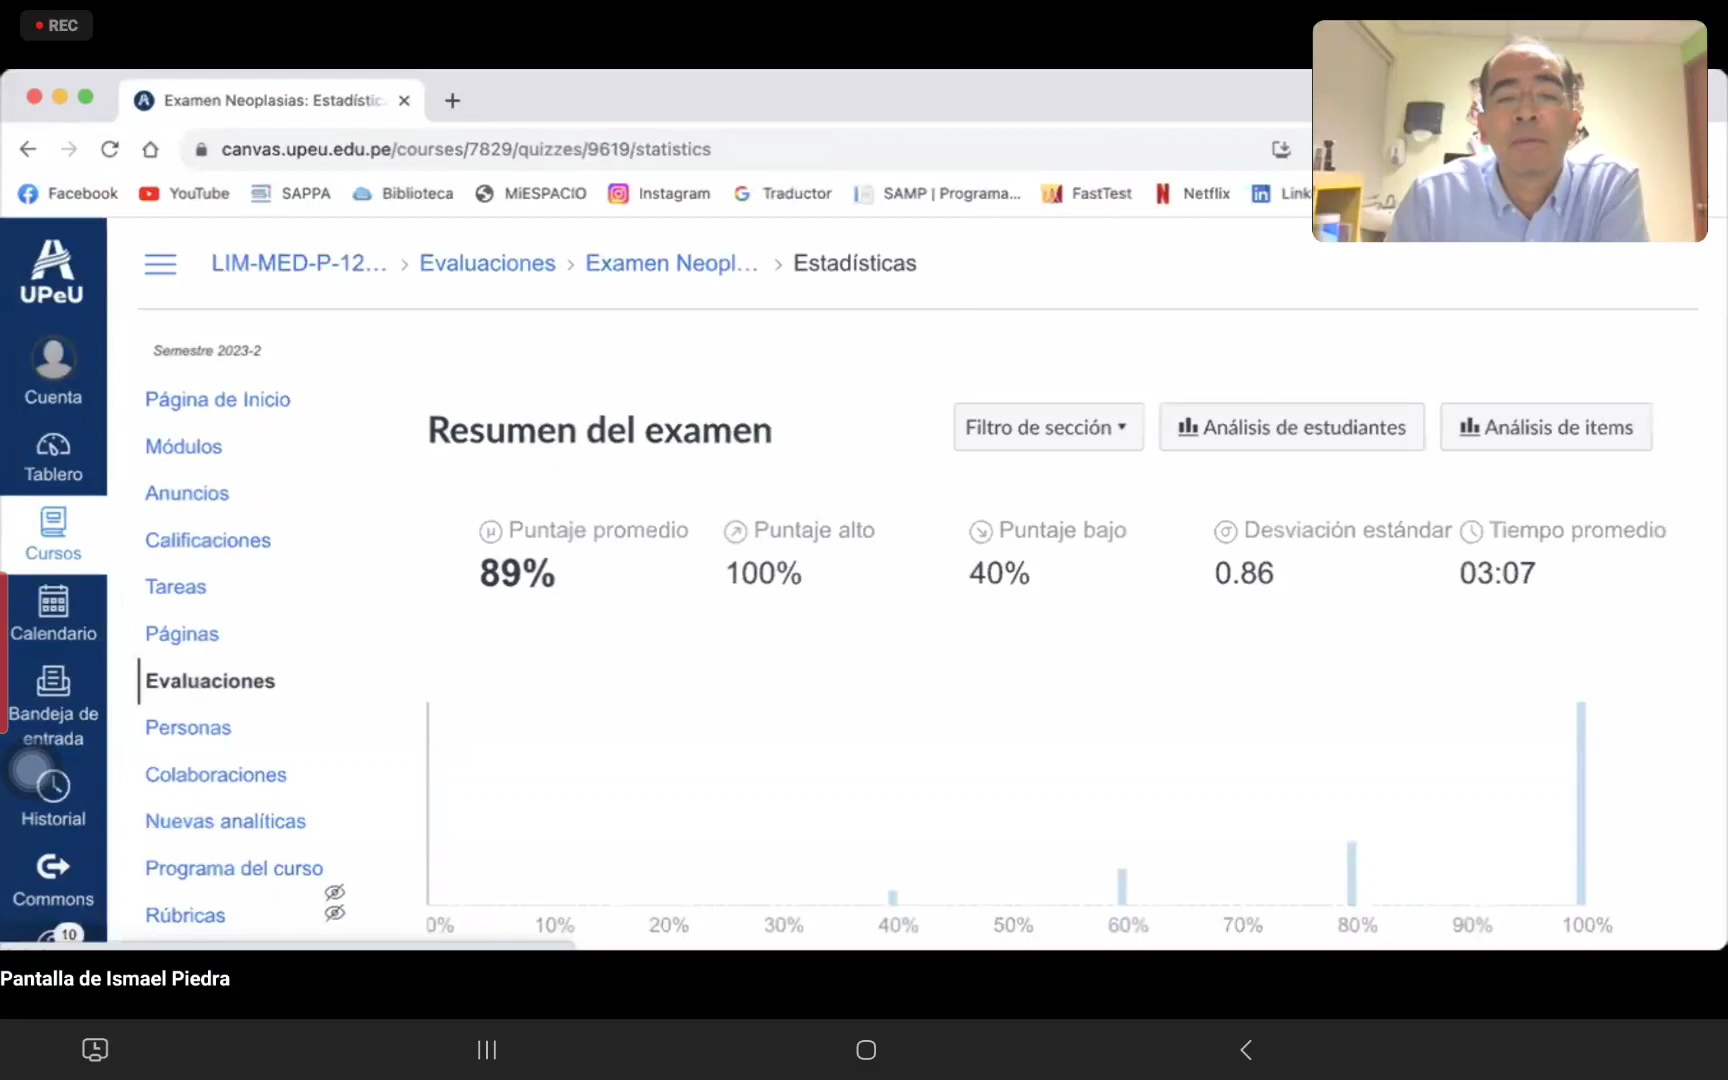 REC
Examen Neoplasias: Estadístic
canvas.upeu.edu.pe/courses/7829/quizzes/9619/statistics
Facebook YouTube SAPPA Biblioteca MiESPACIO Instagram Traductor SAMP | Programa... FastTest Netflix Link
UPeU
Cuenta
Tablero
Cursos
Calendario
Bandeja de
entrada
Historial
Commons
10
LIM-MED-P-12... > Evaluaciones > Examen Neopl... > Estadísticas
Semestre 2023-2
Página de Inicio
Módulos
Anuncios
Calificaciones
Tareas
Páginas
Evaluaciones
Personas
Colaboraciones
Nuevas analíticas
Programa del curso
Rúbricas
Resumen del examen
Filtro de sección
Análisis de estudiantes
Análisis de items
Puntaje promedio
89%
Puntaje alto
100%
Puntaje bajo
40%
Desviación estándar
0.86
Tiempo promedio
03:07
0% 10% 20% 30% 40% 50% 60% 70% 80% 90% 100%
Pantalla de Ismael Piedra